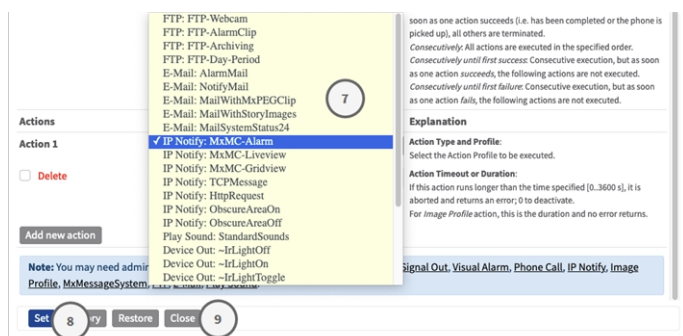 FTP: FTP-Webcam
FTP: FTP-AlarmClip
FTP: FTP-Archiving
FTP: FTP-Day-Period
E-Mail: AlarmMail
E-Mail: NotifyMail
E-Mail: MailWithMxPEGClip
E-Mail: MailWithStoryImages
E-Mail: MailSystemStatus24
✓ IP Notify: MxMC-Alarm
IP Notify: MxMC-Liveview
IP Notify: MxMC-Gridview
IP Notify: TCPMessage
IP Notify: HttpRequest
IP Notify: ObscureAreaOn
IP Notify: ObscureAreaOff
Play Sound: StandardSounds
Device Out: ~IrLightOff
Device Out: ~IrLightOn
Device Out: ~IrLightToggle
7
soon as one action succeeds (i.e. has been completed or the phone is
picked up), all others are terminated.
Consecutively: All actions are executed in the specified order.
Consecutively until first success: Consecutive execution, but as soon
as one action succeeds, the following actions are not executed.
Consecutively until first failure: Consecutive execution, but as soon
as one action fails, the following actions are not executed.
Actions
Explanation
Action 1
Delete
Add new action
Action Type and Profile:
Select the Action Profile to be executed.
Action Timeout or Duration:
If this action runs longer than the time specified [0..3600 s], it is
aborted and returns an error; 0 to deactivate.
For Image Profile action, this is the duration and no error returns.
Note: You may need Signal Out, Visual Alarm, Phone Call, IP Notify, Image
Profile, MxMessageSystem,
Set 8 Restore Close 9